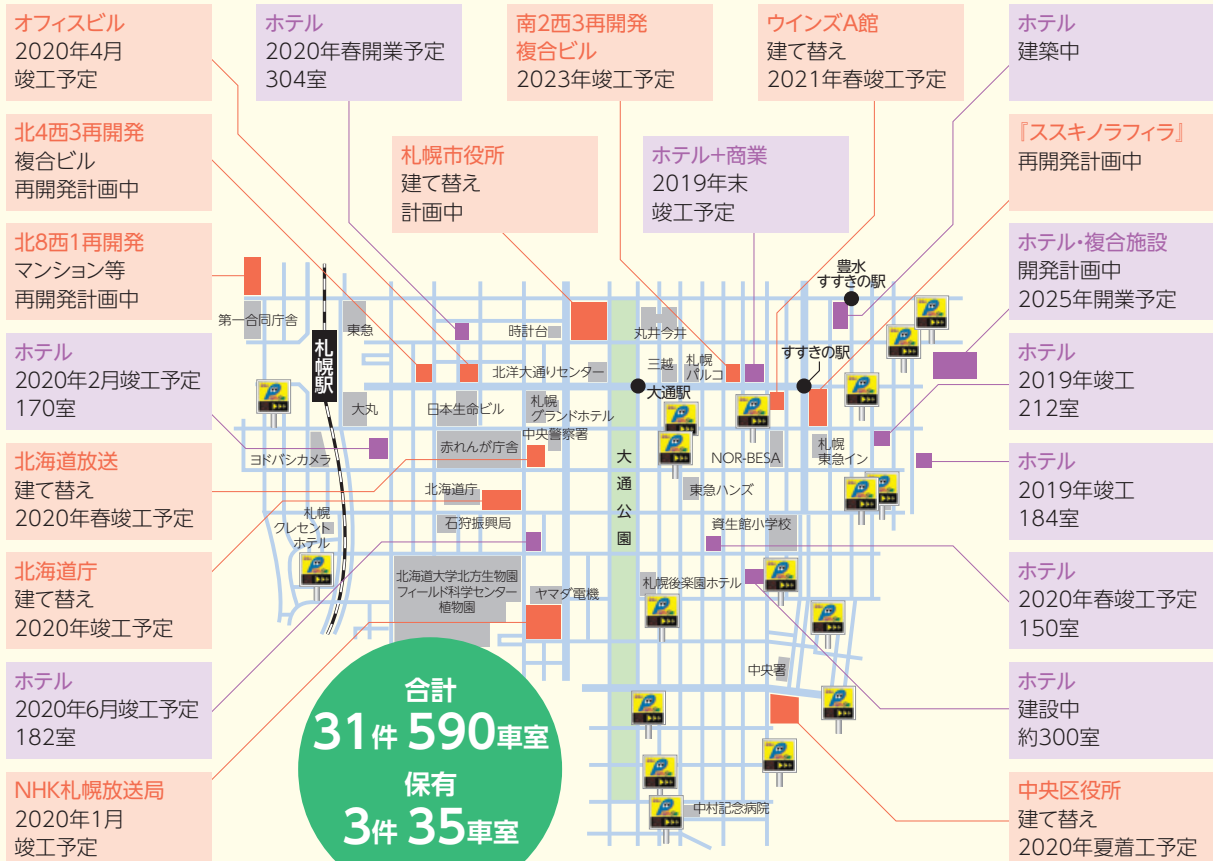 オフィスビル
2020年4月
竣工予定
ホテル
2020年春開業予定
304室
南2西3再開発
複合ビル
2023年竣工予定
ウインズA館
建て替え
2021年春竣工予定
ホテル
建築中
北4西3再開発
複合ビル
再開発計画中
札幌市役所
建て替え
計画中
ホテル+商業
2019年末
竣工予定
『ススキノラフィラ』
再開発計画中
北8西1再開発
マンション等
再開発計画中
ホテル・複合施設
開発計画中
2025年開業予定
ホテル
2020年2月竣工予定
170室
ホテル
2019年竣工
212室
北海道放送
建て替え
2020年春竣工予定
ホテル
2019年竣工
184室
北海道庁
建て替え
2020年竣工予定
ホテル
2020年春竣工予定
150室
ホテル
2020年6月竣工予定
182室
ホテル
建設中
約300室
NHK札幌放送局
2020年1月
竣工予定
中央区役所
建て替え
2020年夏着工予定
豊水
すすきの駅
第一合同庁舎
東急
時計台
丸井今井
札幌駅
すすきの駅
北洋大通りセンター
三越
札幌
パルコ
大通駅
大丸
日本生命ビル
札幌
グランドホテル
中央警察署
赤れんが庁舎
ヨドバシカメラ
NOR-BESA
札幌
東急イン
大通公園
北海道庁
東急ハンズ
札幌
クレセント
ホテル
石狩振興局
資生館小学校
北海道大学北方生物園
フィールド科学センター
植物園
ヤマダ電機
札幌後楽園ホテル
中央署
中村記念病院
合計
31件 590車室
保有
3件 35車室